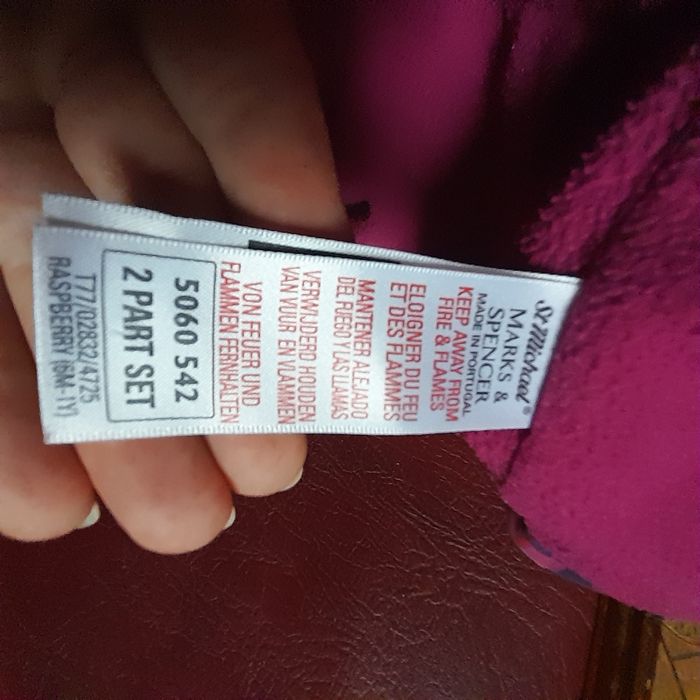 St Michael®
MARKS &
SPENCER
MADE IN PORTUGAL
KEEP AWAY FROM
FIRE & FLAMES
ELOIGNER DU FEU
ET DES FLAMMES
MANTENER ALEJADO
DEL FUEGO Y LAS LLAMAS
VERWIJDERD HOUDEN
VAN VUUR EN VLAMMEN
VON FEUER UND
FLAMMEN FERNHALTEN
5060 542
2 PART SET
T77/0283Z/4725
RASPBERRY (6M-1Y)